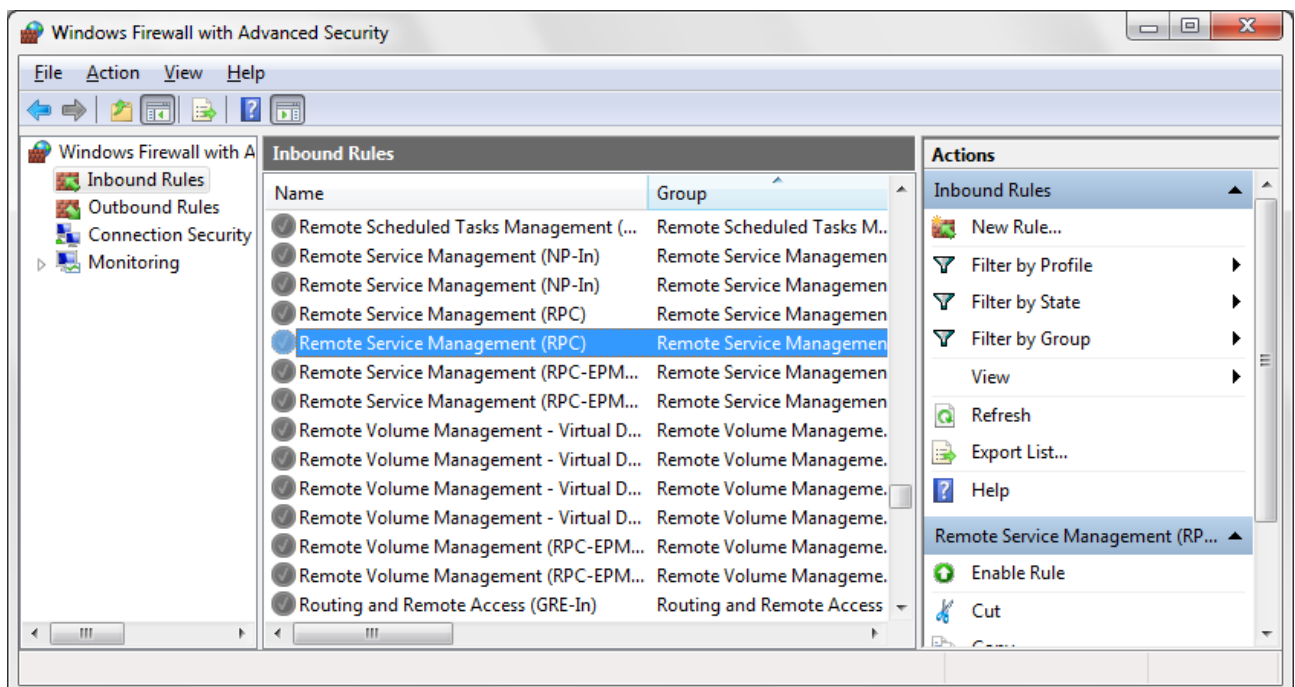 Windows Firewall with Advanced Security
File Action View Help
Windows Firewall with A
Inbound Rules
Outbound Rules
Connection Security
Monitoring
Inbound Rules
Name Group
Remote Scheduled Tasks Management (... Remote Scheduled Tasks M..
Remote Service Management (NP-In) Remote Service Managemen
Remote Service Management (NP-In) Remote Service Managemen
Remote Service Management (RPC) Remote Service Managemen
Remote Service Management (RPC) Remote Service Managemen
Remote Service Management (RPC-EPM... Remote Service Managemen
Remote Service Management (RPC-EPM... Remote Service Managemen
Remote Volume Management - Virtual D... Remote Volume Manageme.
Remote Volume Management - Virtual D... Remote Volume Manageme.
Remote Volume Management - Virtual D... Remote Volume Manageme.
Remote Volume Management - Virtual D... Remote Volume Manageme.
Remote Volume Management (RPC-EPM... Remote Volume Manageme.
Remote Volume Management (RPC-EPM... Remote Volume Manageme.
Routing and Remote Access (GRE-In) Routing and Remote Access
Actions
Inbound Rules
New Rule...
Filter by Profile
Filter by State
Filter by Group
View
Refresh
Export List...
Help
Remote Service Management (RP...
Enable Rule
Cut